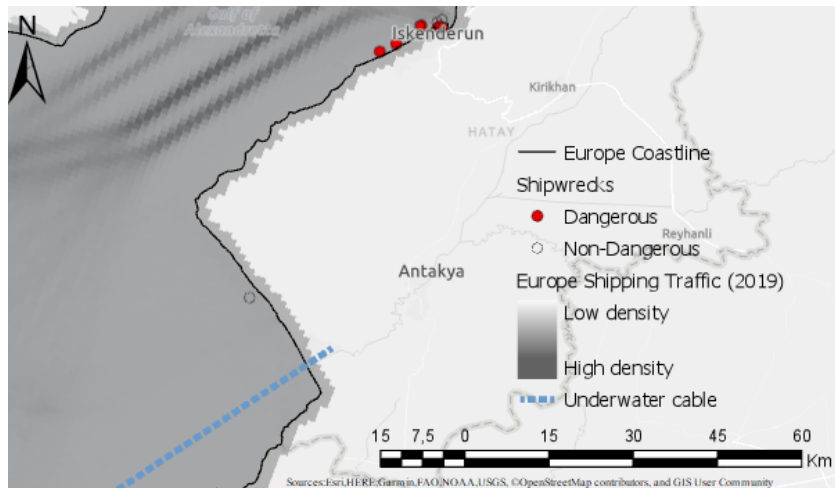 N
Gulf of
Alexandretta
Iskenderun
Kirikhan
HATAY
Europe Coastline
Shipwrecks
Dangerous
Non-Dangerous
Reyhanli
Antakya
Europe Shipping Traffic (2019)
Low density
High density
Underwater cable
15 7,5 0 15 30 45 60
Km
Sources:Esri,HERE,Garmin,FAO,NOAA,USGS, ©OpenStreetMap contributors, and GIS User Community